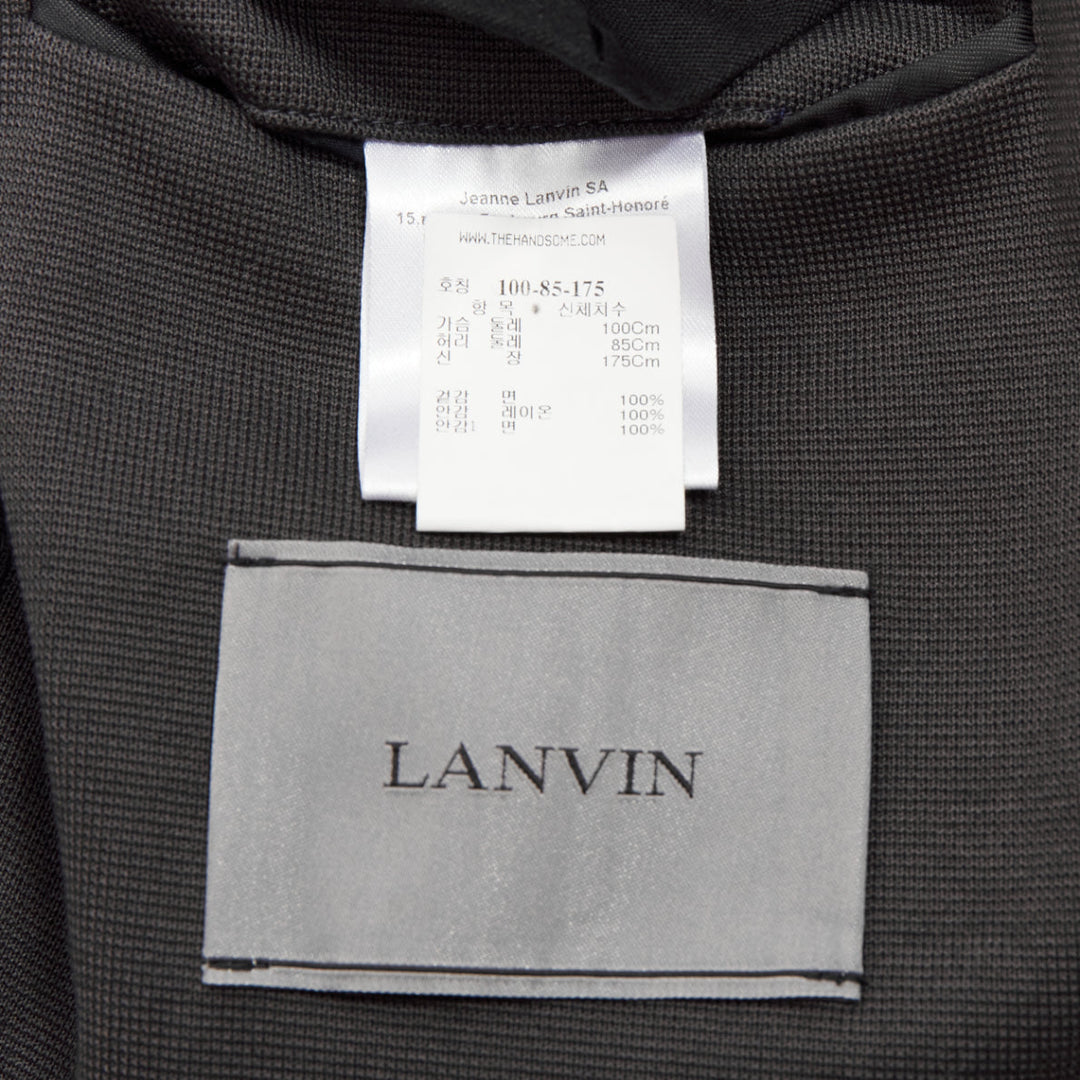 Jeanne Lanvin SA
15, Saint-Honoré
WWW.THEHANDSOME.COM
호칭 100-85-175
항 목 신체치수
가슴 둘레 100Cm
허리 둘레 85Cm
신 장 175Cm
겉감 면 100%
안감 레이온 100%
안감1 면 100%
LANVIN